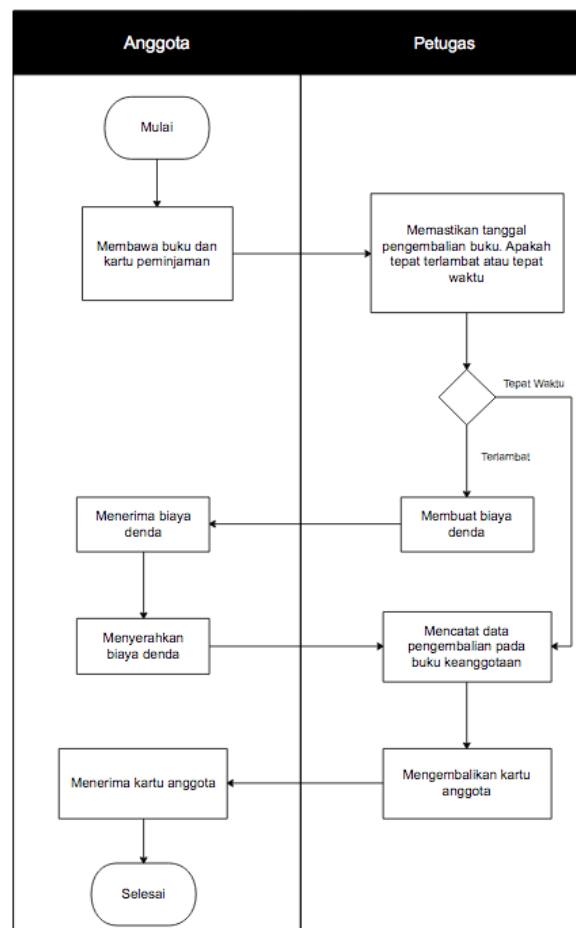 Anggota
Petugas
Mulai
Membawa buku dan
kartu peminjaman
Memastikan tanggal
pengembalian buku. Apakah
tepat terlambat atau tepat
waktu
Tepat Waktu
Terlambat
Membuat biaya
denda
Menerima biaya
denda
Menyerahkan
biaya denda
Mencatat data
pengembalian pada
buku keanggotaan
Mengembalikan kartu
anggota
Menerima kartu anggota
Selesai